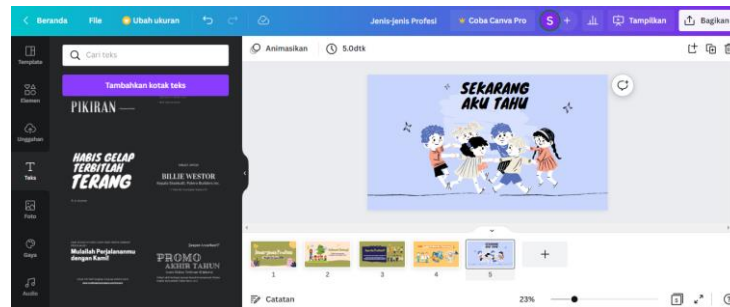 Beranda File Ubah ukuran Jenis-jenis Profesi Coba Canva Pro S + Tampilkan Bagikan
Template
Elemen
Unggahan
Teks
Foto
Gaya
Audio
Cari teks
Tambahkan kotak teks
PIKIRAN
HABIS GELAP
TERBITLAH
TERANG
BILLIE WESTOR
Mulailah Perjalananmu
dengan Kami!
PROMO
AKHIR TAHUN
Animasikan 5.0dtk
SEKARANG
AKU TAHU
1 2 3 4 5
Catatan 23% 5